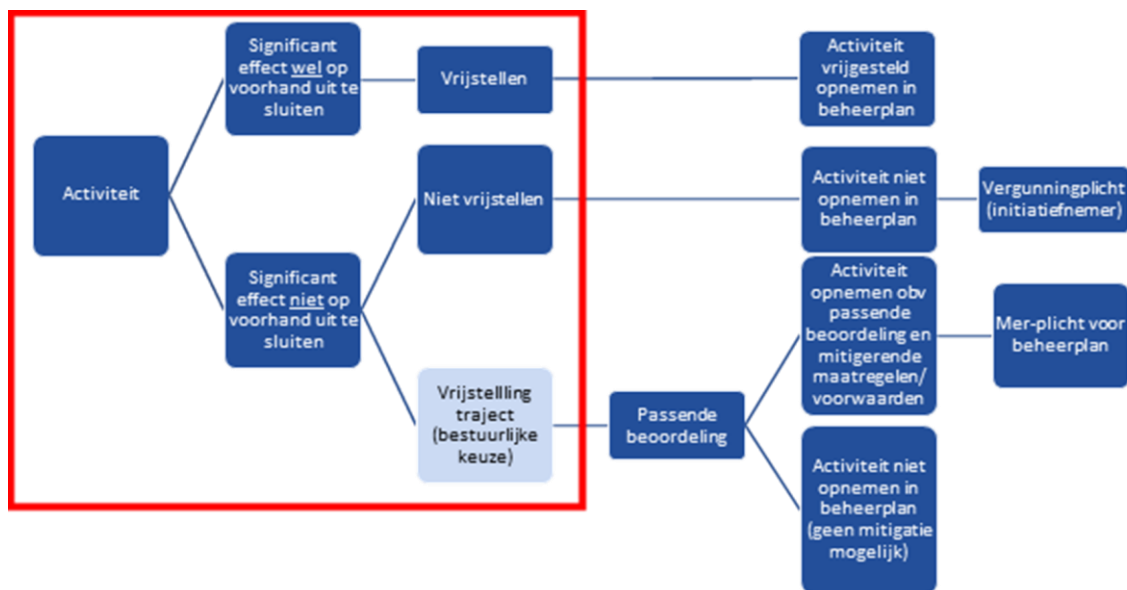 Activiteit
Significant
effect wel op
voorhand uit te
sluiten
Vrijstellen
Activiteit
vrijgesteld
opnemen in
beheerplan
Niet vrijstellen
Activiteit niet
opnemen in
beheerplan
Vergunningplicht
(initiatiefnemer)
Significant
effect niet op
voorhand uit te
sluiten
Vrijstellling
traject
(bestuurlijke
keuze)
Passende
beoordeling
Activiteit
opnemen obv
passende
beoordeling en
mitigerende
maatregelen/
voorwaarden
Mer-plicht voor
beheerplan
Activiteit niet
opnemen in
beheerplan
(geen mitigatie
mogelijk)